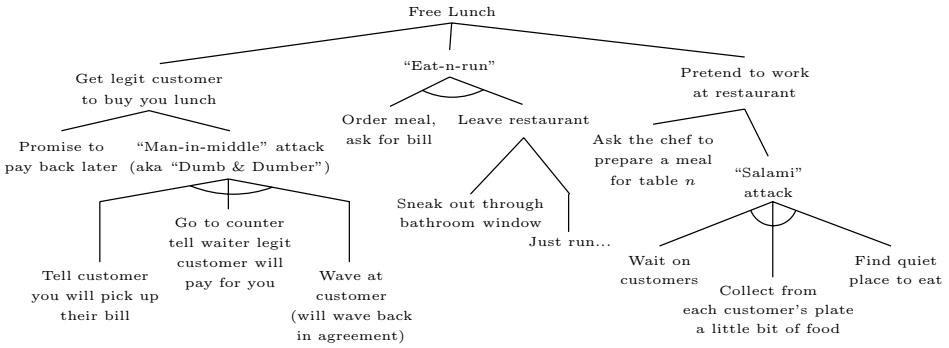 Free Lunch
Get legit customer
to buy you lunch
“Eat-n-run”
Pretend to work
at restaurant
Promise to
pay back later
“Man-in-middle” attack
(aka “Dumb & Dumber”)
Order meal,
ask for bill
Leave restaurant
Ask the chef to
prepare a meal
for table n
“Salami”
attack
Tell customer
you will pick up
their bill
Go to counter
tell waiter legit
customer will
pay for you
Wave at
customer
(will wave back
in agreement)
Sneak out through
bathroom window
Just run...
Wait on
customers
Collect from
each customer’s plate
a little bit of food
Find quiet
place to eat